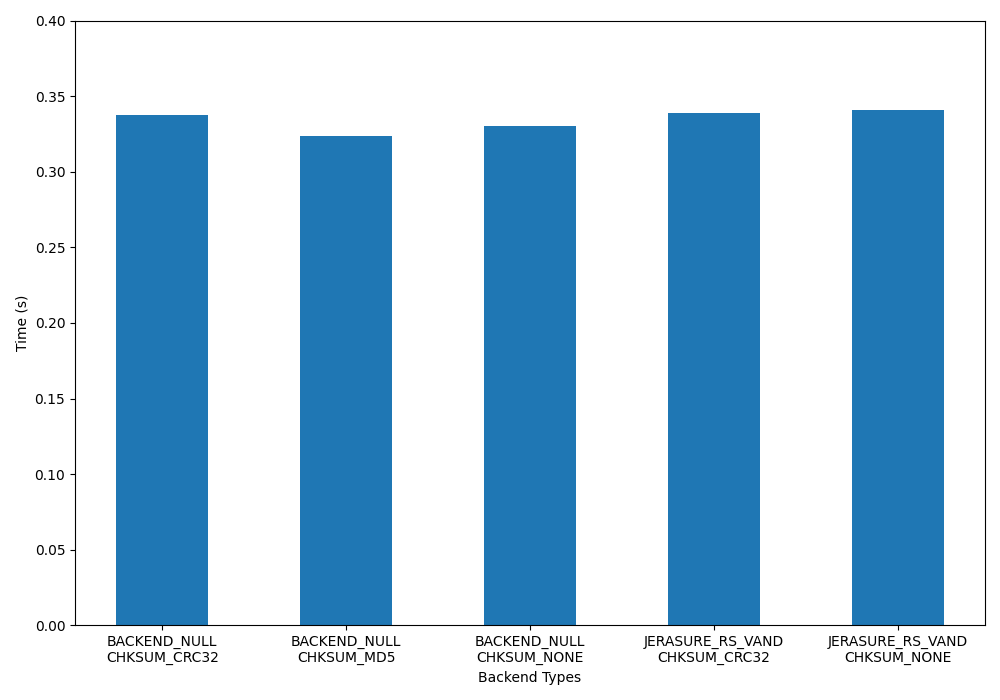 0.40
0.35
0.30
0.25
0.20
0.15
0.10
0.05
0.00
Time (s)
BACKEND_NULL
CHKSUM_CRC32
BACKEND_NULL
CHKSUM_MD5
BACKEND_NULL
CHKSUM_NONE
JERASURE_RS_VAND
CHKSUM_CRC32
JERASURE_RS_VAND
CHKSUM_NONE
Backend Types